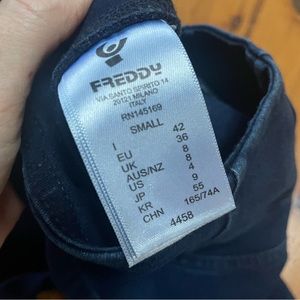 FREDDY
VIA SANTO SPIRITO 14
20121 MILANO
ITALY
RN145169
SMALL
I 42
EU 36
UK 8
AUS/NZ 8
US 4
JP 9
KR 55
CHN 165/74A
4458